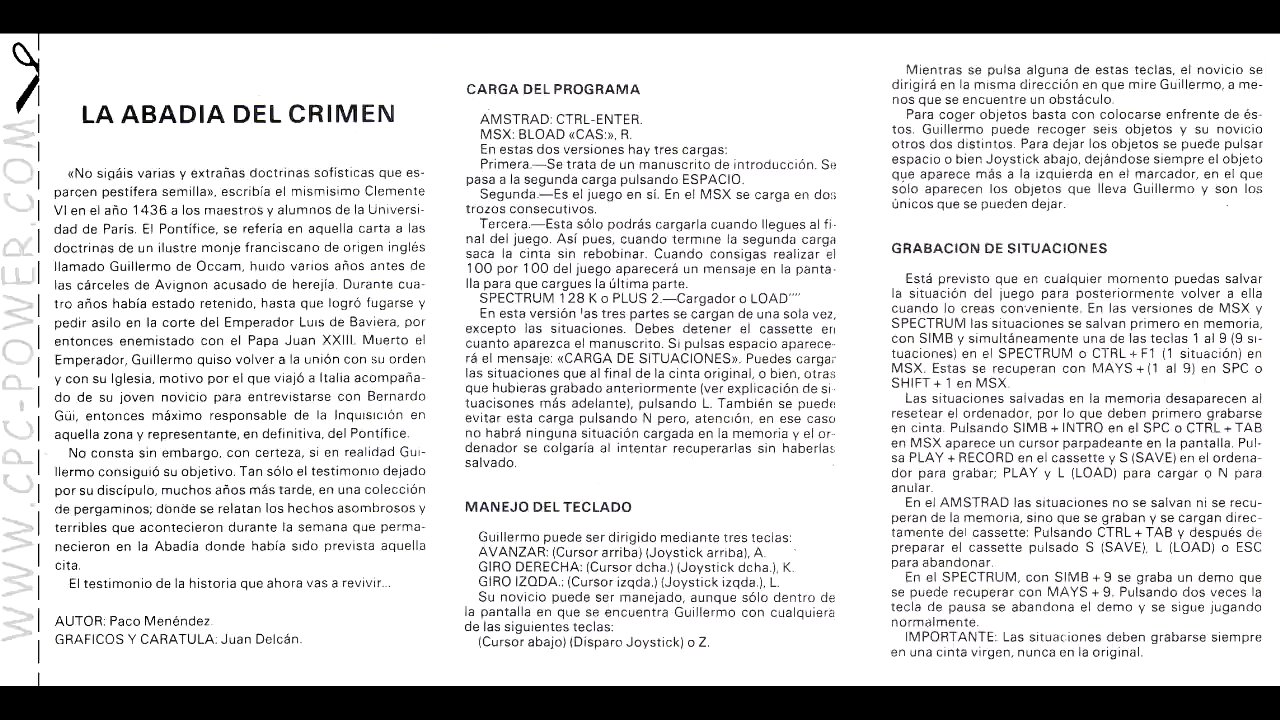 WWW.CPC-POWER.COM
LA ABADIA DEL CRIMEN
«No sigáis varias y extrañas doctrinas sofísticas que es-
parcen pestífera semilla», escribía el mismísimo Clemente
VI en el año 1436 a los maestros y alumnos de la Universi-
dad de París. El Pontífice, se refería en aquella carta a las
doctrinas de un ilustre monje franciscano de origen inglés
llamado Guillermo de Occam, huido varios años antes de
las cárceles de Avignon acusado de herejía. Durante cua-
tro años había estado retenido, hasta que logró fugarse y
pedir asilo en la corte del Emperador Luis de Baviera, por
entonces enemistado con el Papa Juan XXIII. Muerto el
Emperador, Guillermo quiso volver a la unión con su orden
y con su Iglesia, motivo por el que viajó a Italia acompaña-
do de su joven novicio para entrevistarse con Bernardo
Güi, entonces máximo responsable de la Inquisición en
aquella zona y representante, en definitiva, del Pontífice.
No consta sin embargo, con certeza, si en realidad Gui-
llermo consiguió su objetivo. Tan sólo el testimonio dejado
por su discípulo, muchos años más tarde, en una colección
de pergaminos; donde se relatan los hechos asombrosos y
terribles que acontecieron durante la semana que perma-
necieron en la Abadía donde había sido prevista aquella
cita.
El testimonio de la historia que ahora vas a revivir...
AUTOR: Paco Menéndez.
GRAFICOS Y CARATULA: Juan Delcán.
CARGA DEL PROGRAMA
AMSTRAD: CTRL-ENTER.
MSX: BLOAD «CAS:», R.
En estas dos versiones hay tres cargas:
Primera.—Se trata de un manuscrito de introducción. Se
pasa a la segunda carga pulsando ESPACIO.
Segunda.—Es el juego en sí. En el MSX se carga en dos
trozos consecutivos.
Tercera.—Esta sólo podrás cargarla cuando llegues al fi-
nal del juego. Así pues, cuando termine la segunda carga
saca la cinta sin rebobinar. Cuando consigas realizar el
100 por 100 del juego aparecerá un mensaje en la panta-
lla para que cargues la última parte.
SPECTRUM 128 K o PLUS 2.—Cargador o LOAD""
En esta versión las tres partes se cargan de una sola vez,
excepto las situaciones. Debes detener el cassette en
cuanto aparezca el manuscrito. Si pulsas espacio aparece-
rá el mensaje: «CARGA DE SITUACIONES». Puedes cargar
las situaciones que al final de la cinta original, o bien, otras
que hubieras grabado anteriormente (ver explicación de si-
tuacisones más adelante), pulsando L. También se puede
evitar esta carga pulsando N pero, atención, en ese caso
no habrá ninguna situación cargada en la memoria y el or-
denador se colgaría al intentar recuperarlas sin haberlas
salvado.
MANEJO DEL TECLADO
Guillermo puede ser dirigido mediante tres teclas:
AVANZAR: (Cursor arriba) (Joystick arriba), A.
GIRO DERECHA: (Cursor dcha.) (Joystick dcha.), K.
GIRO IZQDA.: (Cursor izqda.) (Joystick izqda.), L.
Su novicio puede ser manejado, aunque sólo dentro de
la pantalla en que se encuentra Guillermo con cualquiera
de las siguientes teclas:
(Cursor abajo) (Disparo Joystick) o Z.
Mientras se pulsa alguna de estas teclas, el novicio se
dirigirá en la misma dirección en que mire Guillermo, a me-
nos que se encuentre un obstáculo.
Para coger objetos basta con colocarse enfrente de és-
tos. Guillermo puede recoger seis objetos y su novicio
otros dos distintos. Para dejar los objetos se puede pulsar
espacio o bien Joystick abajo, dejándose siempre el objeto
que aparece más a la izquierda en el marcador, en el que
sólo aparecen los objetos que lleva Guillermo y son los
únicos que se pueden dejar.
GRABACION DE SITUACIONES
Está previsto que en cualquier momento puedas salvar
la situación del juego para posteriormente volver a ella
cuando lo creas conveniente. En las versiones de MSX y
SPECTRUM las situaciones se salvan primero en memoria,
con SIMB y simultáneamente una de las teclas 1 al 9 (9 si-
tuaciones) en el SPECTRUM o CTRL + F1 (1 situación) en
MSX. Estas se recuperan con MAYS + (1 al 9) en SPC o
SHIFT + 1 en MSX.
Las situaciones salvadas en la memoria desaparecen al
resetear el ordenador, por lo que deben primero grabarse
en cinta. Pulsando SIMB + INTRO en el SPC o CTRL + TAB
en MSX aparece un cursor parpadeante en la pantalla. Pul-
sa PLAY + RECORD en el cassette y S (SAVE) en el ordena-
dor para grabar; PLAY y L (LOAD) para cargar o N para
anular.
En el AMSTRAD las situaciones no se salvan ni se recu-
peran de la memoria, sino que se graban y se cargan direc-
tamente del cassette: Pulsando CTRL + TAB y después de
preparar el cassette pulsado S (SAVE), L (LOAD) o ESC
para abandonar.
En el SPECTRUM, con SIMB + 9 se graba un demo que
se puede recuperar con MAYS + 9. Pulsando dos veces la
tecla de pausa se abandona el demo y se sigue jugando
normalmente.
IMPORTANTE: Las situaciones deben grabarse siempre
en una cinta virgen, nunca en la original.